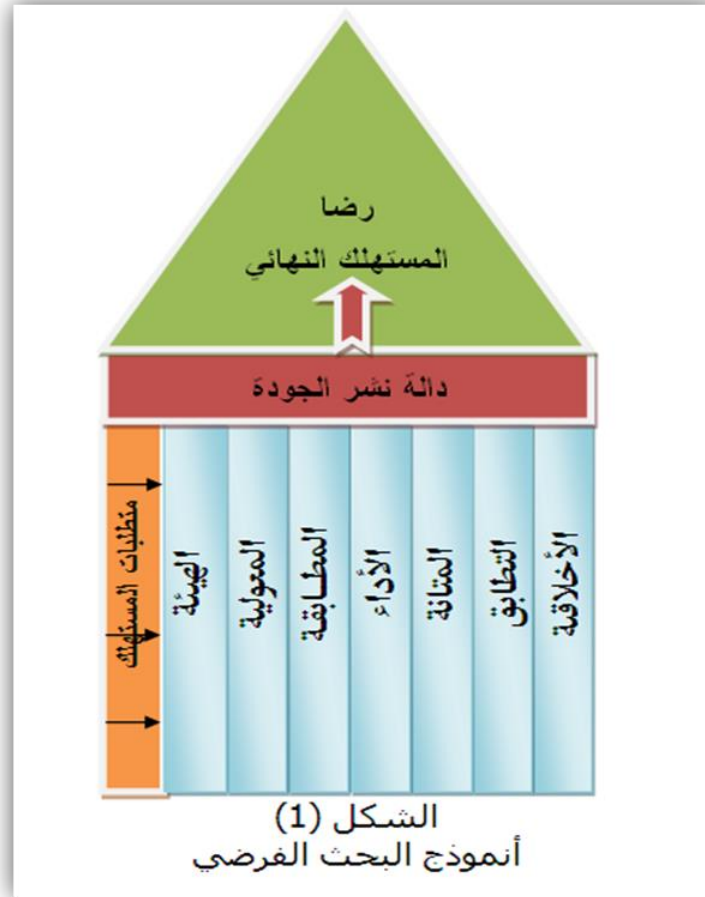 رضا
المستهلك النهائي
دالة نشر الجودة
متطلبات المستهلك
الهيئة
المعولية
المطابقة
الأداء
المتانة
التطابق
الأخلاقية
الشكل (1)
أنموذج البحث الفرضي